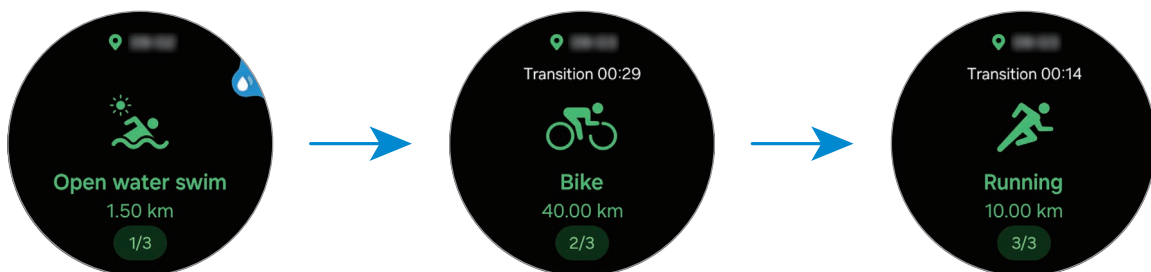 Open water swim
1.50 km
1/3
Transition 00:29
Bike
40.00 km
2/3
Transition 00:14
Running
10.00 km
3/3